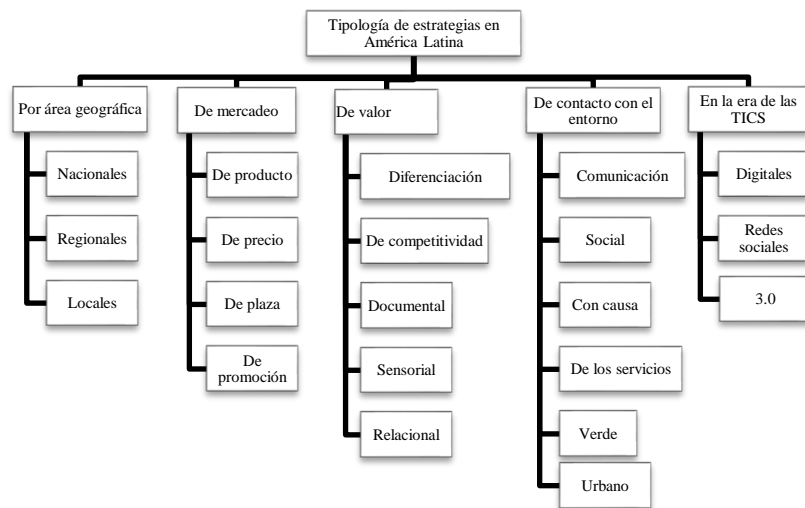 Tipología de estrategias en
América Latina
Por área geográfica
Nacionales
Regionales
Locales
De mercadeo
De producto
De precio
De plaza
De
promoción
De valor
Diferenciación
De competitividad
Documental
Sensorial
Relacional
De contacto con el
entorno
Comunicación
Social
Con causa
De los servicios
Verde
Urbano
En la era de las
TICS
Digitales
Redes
sociales
3.0